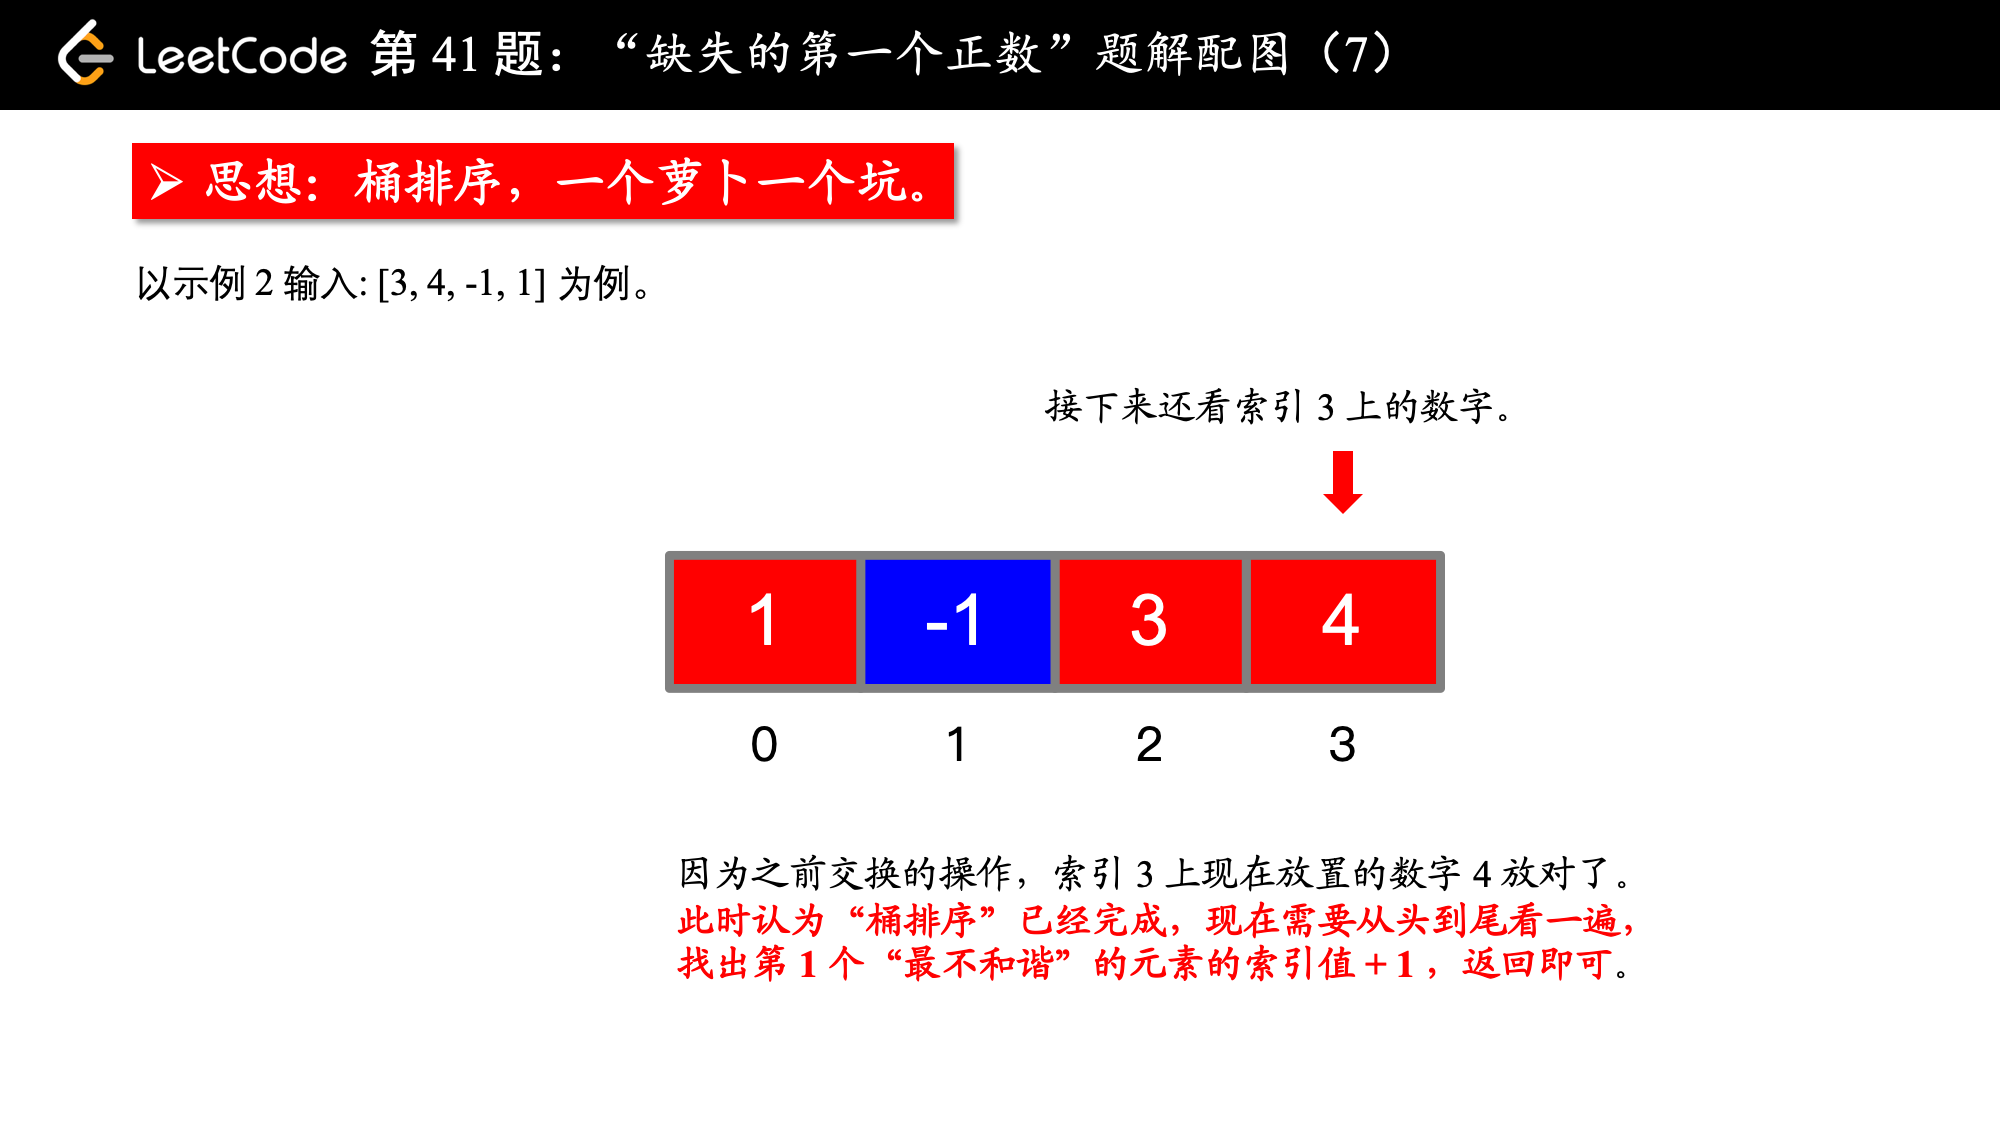 LeetCode 第 41 题：“缺失的第一个正数”题解配图（7）
➢ 思想：桶排序，一个萝卜一个坑。
以示例 2 输入: [3, 4, -1, 1] 为例。
接下来还看索引 3 上的数字。
1 -1 3 4
0 1 2 3
因为之前交换的操作，索引 3 上现在放置的数字 4 放对了。
此时认为“桶排序”已经完成，现在需要从头到尾看一遍，
找出第 1 个“最不和谐”的元素的索引值 + 1 ，返回即可。